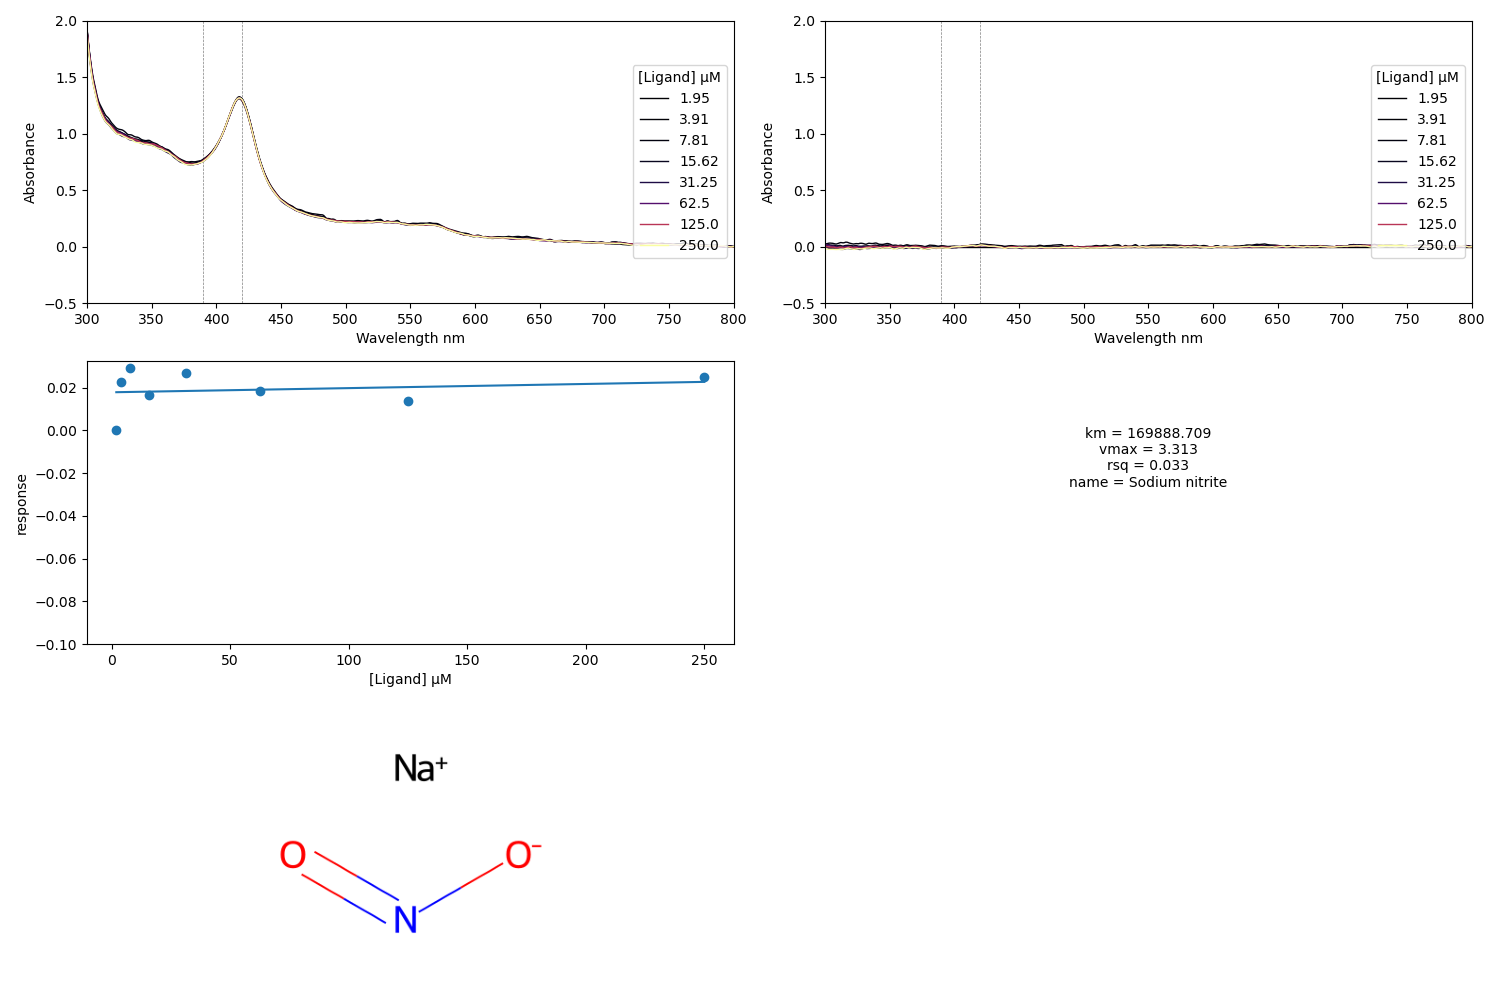 2.0
1.5
1.0
0.5
0.0
−0.5
Absorbance
300 350 400 450 500 550 600 650 700 750 800
Wavelength nm
[Ligand] µM
1.95
3.91
7.81
15.62
31.25
62.5
125.0
250.0
2.0
1.5
1.0
0.5
0.0
−0.5
Absorbance
300 350 400 450 500 550 600 650 700 750 800
Wavelength nm
[Ligand] µM
1.95
3.91
7.81
15.62
31.25
62.5
125.0
250.0
0.02
0.00
−0.02
−0.04
−0.06
−0.08
−0.10
response
0 50 100 150 200 250
[Ligand] µM
km = 169888.709
vmax = 3.313
rsq = 0.033
name = Sodium nitrite
Na⁺
O O⁻
N